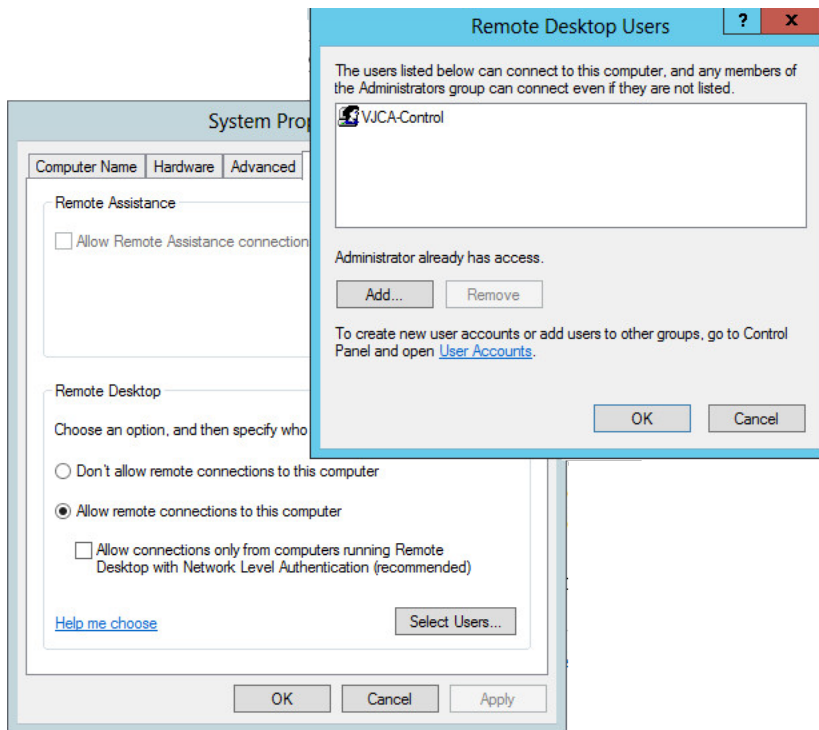 Remote Desktop Users
?
x
The users listed below can connect to this computer, and any members of
the Administrators group can connect even if they are not listed.
VJCA-Control
Administrator already has access.
Add...
Remove
To create new user accounts or add users to other groups, go to Control
Panel and open User Accounts.
OK
Cancel
System Prop
Computer Name
Hardware
Advanced
Remote Assistance
Allow Remote Assistance connection
Remote Desktop
Choose an option, and then specify who
Don't allow remote connections to this computer
Allow remote connections to this computer
Allow connections only from computers running Remote
Desktop with Network Level Authentication (recommended)
Help me choose
Select Users...
OK
Cancel
Apply